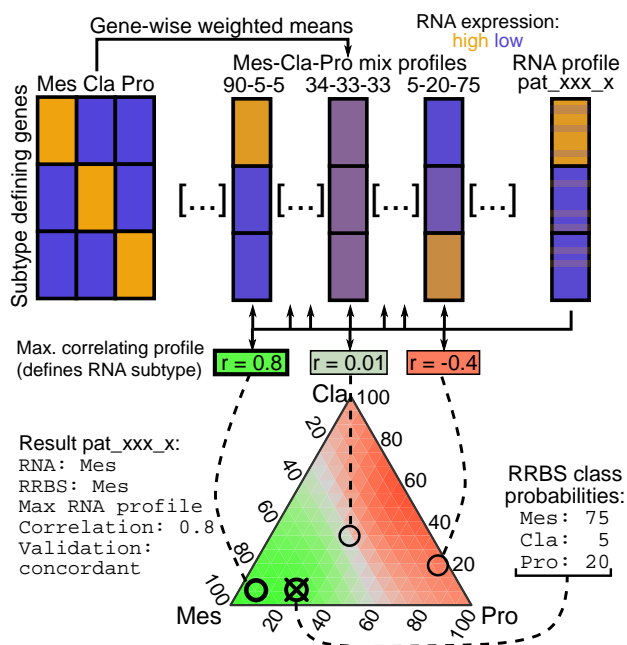 Gene-wise weighted means
RNA expression:
high low
Mes Cla Pro
Mes-Cla-Pro mix profiles
90-5-5 34-33-33 5-20-75
RNA profile
pat_xxx_x
Subtype defining genes
[...] [...] [...] [...]
Max. correlating profile
(defines RNA subtype)
r = 0.8 r = 0.01 r = -0.4
Cla
100
20 80
40 60
60 40
80 20
100
Mes Pro
20 40 60 80 100
Result pat_xxx_x:
RNA: Mes
RRBS: Mes
Max RNA profile
Correlation: 0.8
Validation:
concordant
RRBS class
probabilities:
Mes: 75
Cla: 5
Pro: 20